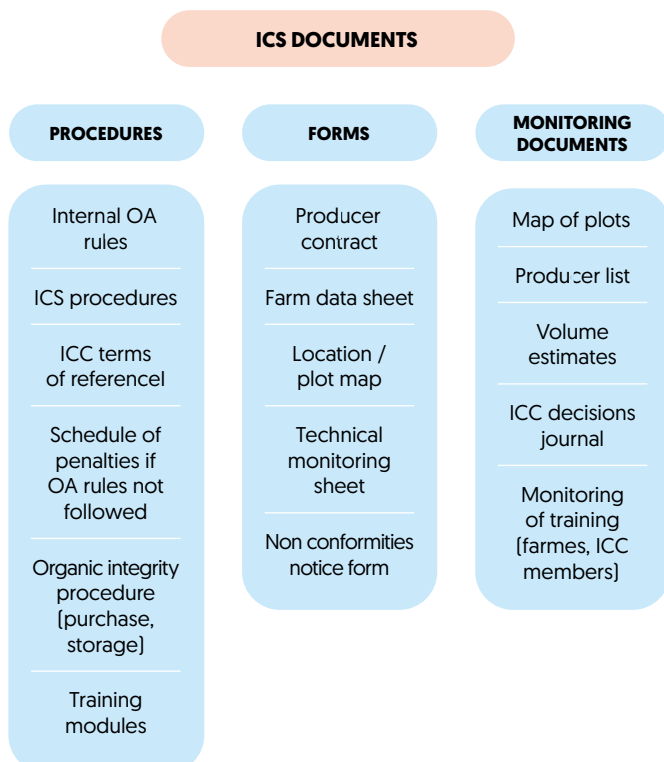 ICS DOCUMENTS
PROCEDURES
Internal OA
rules
ICS procedures
ICC terms
of referencel
Schedule of
penalties if
OA rules not
followed
Organic integrity
procedure
(purchase,
storage)
Training
modules
FORMS
Producer
contract
Farm data sheet
Location /
plot map
Technical
monitoring
sheet
Non conformities
notice form
MONITORING
DOCUMENTS
Map of plots
Producer list
Volume
estimates
ICC decisions
journal
Monitoring
of training
(farmes, ICC
members)